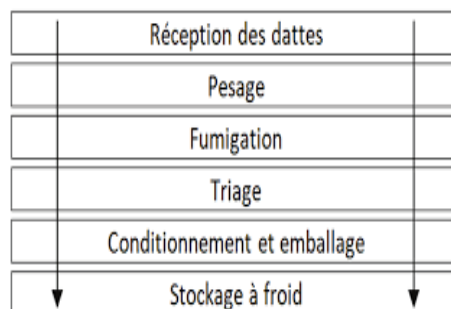 Réception des dattes
Pesage
Fumigation
Triage
Conditionnement et emballage
Stockage à froid